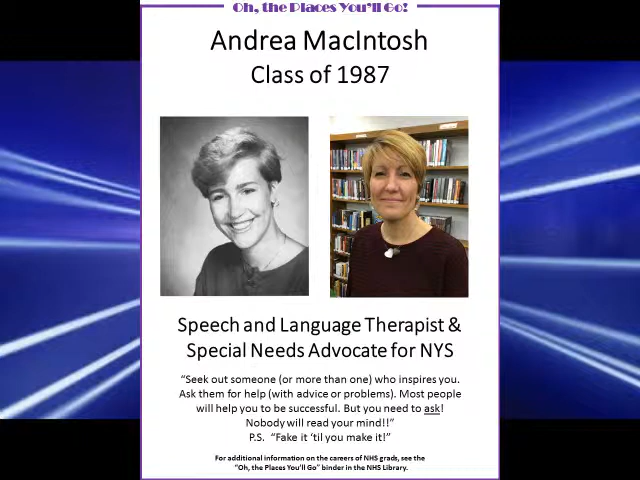 Oh, the Places You'll Go!
Andrea MacIntosh
Class of 1987
Speech and Language Therapist &
Special Needs Advocate for NYS
"Seek out someone (or more than one) who inspires you.
Ask them for help (with advice or problems). Most people
will help you to be successful. But you need to ask!
Nobody will read your mind!!"
P.S. "Fake it 'til you make it!"
For additional information on the careers of NHS grads, see the
"Oh, the Places You'll Go" binder in the NHS Library.